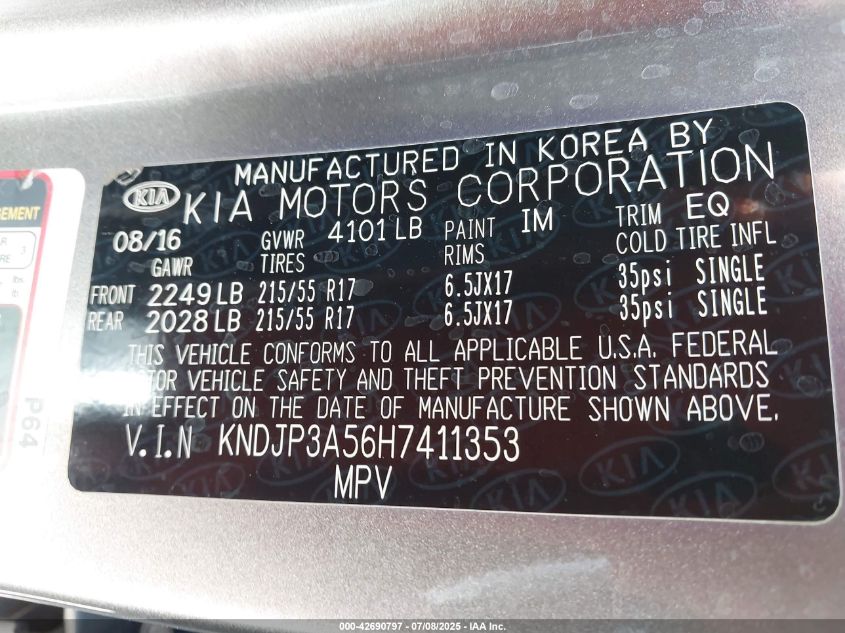 MANUFACTURED IN KOREA BY
KIA KIA MOTORS CORPORATION
08/16 GVWR 4101 LB PAINT IM TRIM EQ
GAWR TIRES RIMS COLD TIRE INFL
FRONT 2249 LB 215/55 R17 6.5JX17 35psi SINGLE
REAR 2028 LB 215/55 R17 6.5JX17 35psi SINGLE
THIS VEHICLE CONFORMS TO ALL APPLICABLE U.S.A. FEDERAL
VEHICLE SAFETY AND THEFT PREVENTION STANDARDS
IN EFFECT ON THE DATE OF MANUFACTURE SHOWN ABOVE.
V.I.N KNDJP3A56H7411353
MPV
P64
000-42690797 - 07/08/2025 - IAA Inc.